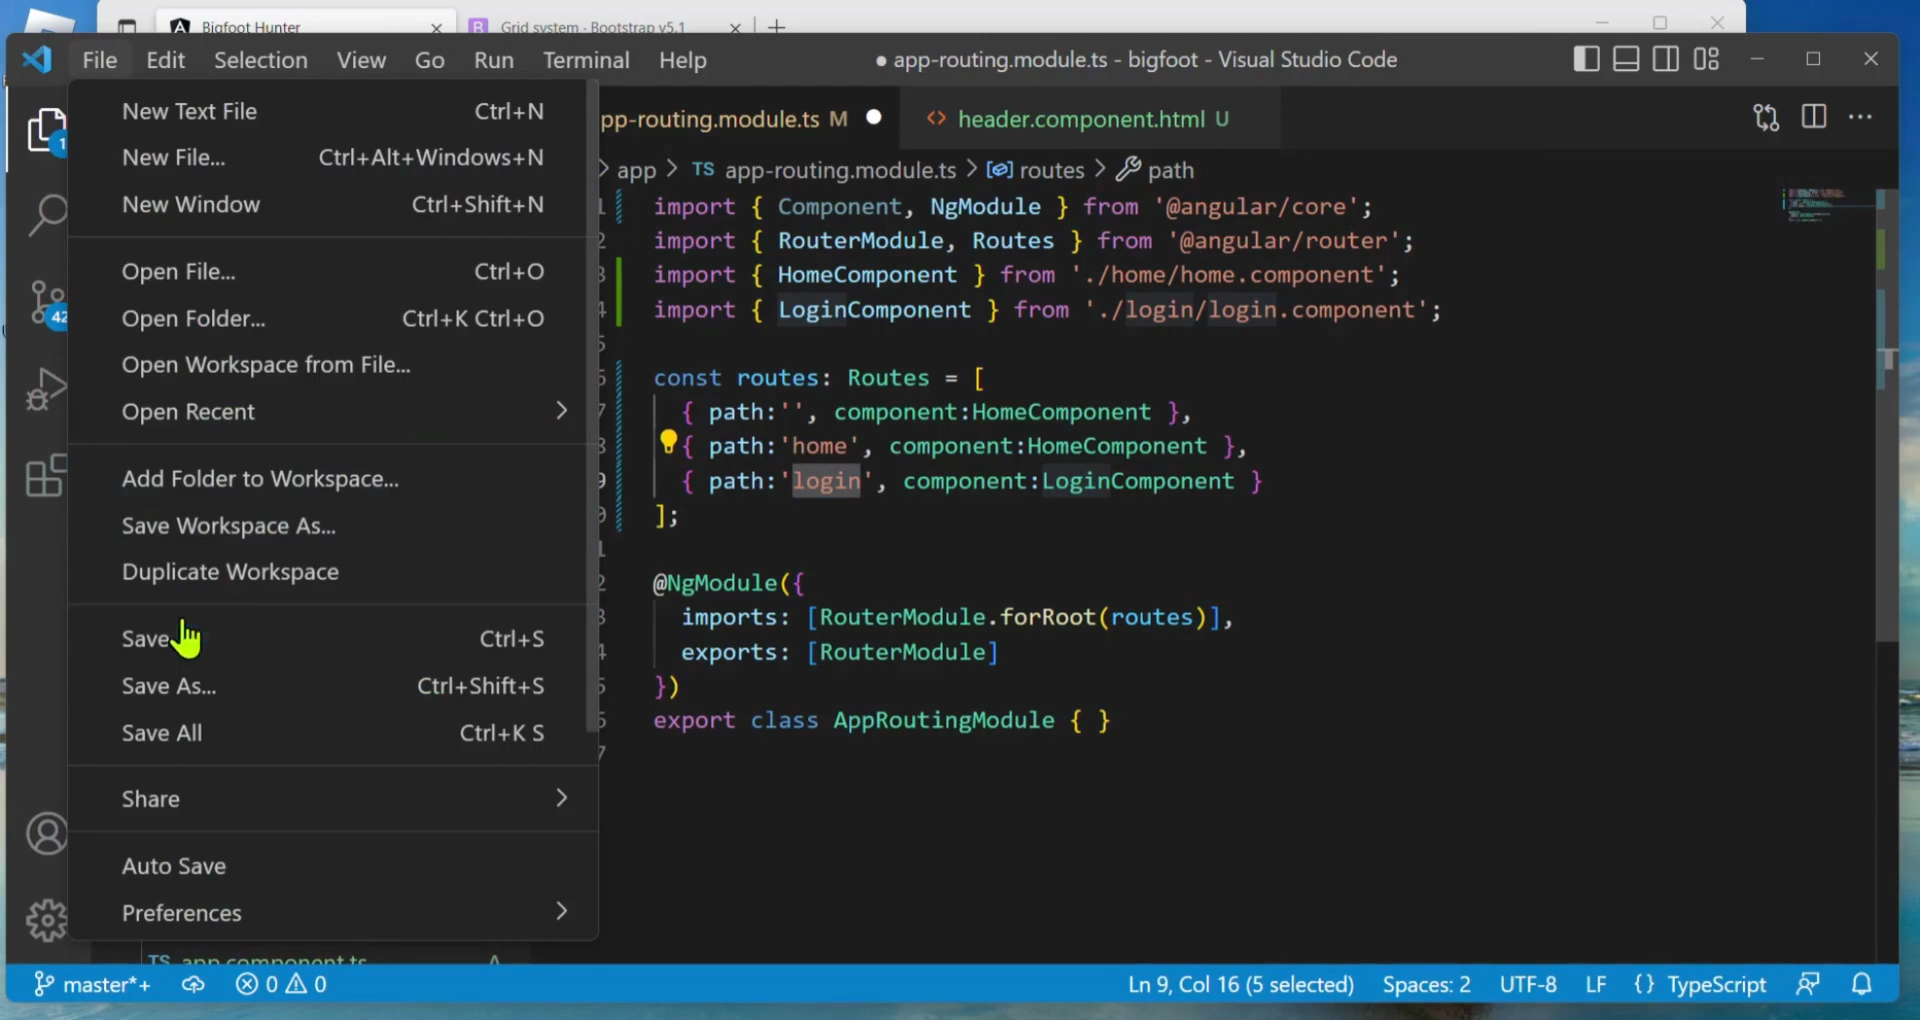 Bigfoot Hunter
Grid system · Bootstrap v5.1
File Edit Selection View Go Run Terminal Help
● app-routing.module.ts - bigfoot - Visual Studio Code
New Text File Ctrl+N
New File... Ctrl+Alt+Windows+N
New Window Ctrl+Shift+N
Open File... Ctrl+O
Open Folder... Ctrl+K Ctrl+O
Open Workspace from File...
Open Recent
Add Folder to Workspace...
Save Workspace As...
Duplicate Workspace
Save Ctrl+S
Save As... Ctrl+Shift+S
Save All Ctrl+K S
Share
Auto Save
Preferences
1
42
pp-routing.module.ts M
<> header.component.html U
> app > TS app-routing.module.ts > routes > path
import { Component, NgModule } from '@angular/core';
import { RouterModule, Routes } from '@angular/router';
import { HomeComponent } from './home/home.component';
import { LoginComponent } from './login/login.component';
const routes: Routes = [
{ path:'', component:HomeComponent },
{ path:'home', component:HomeComponent },
{ path:'login', component:LoginComponent }
];
@NgModule({
imports: [RouterModule.forRoot(routes)],
exports: [RouterModule]
})
export class AppRoutingModule { }
TS app.component.ts A
master*+ 0 0 Ln 9, Col 16 (5 selected) Spaces: 2 UTF-8 LF {} TypeScript